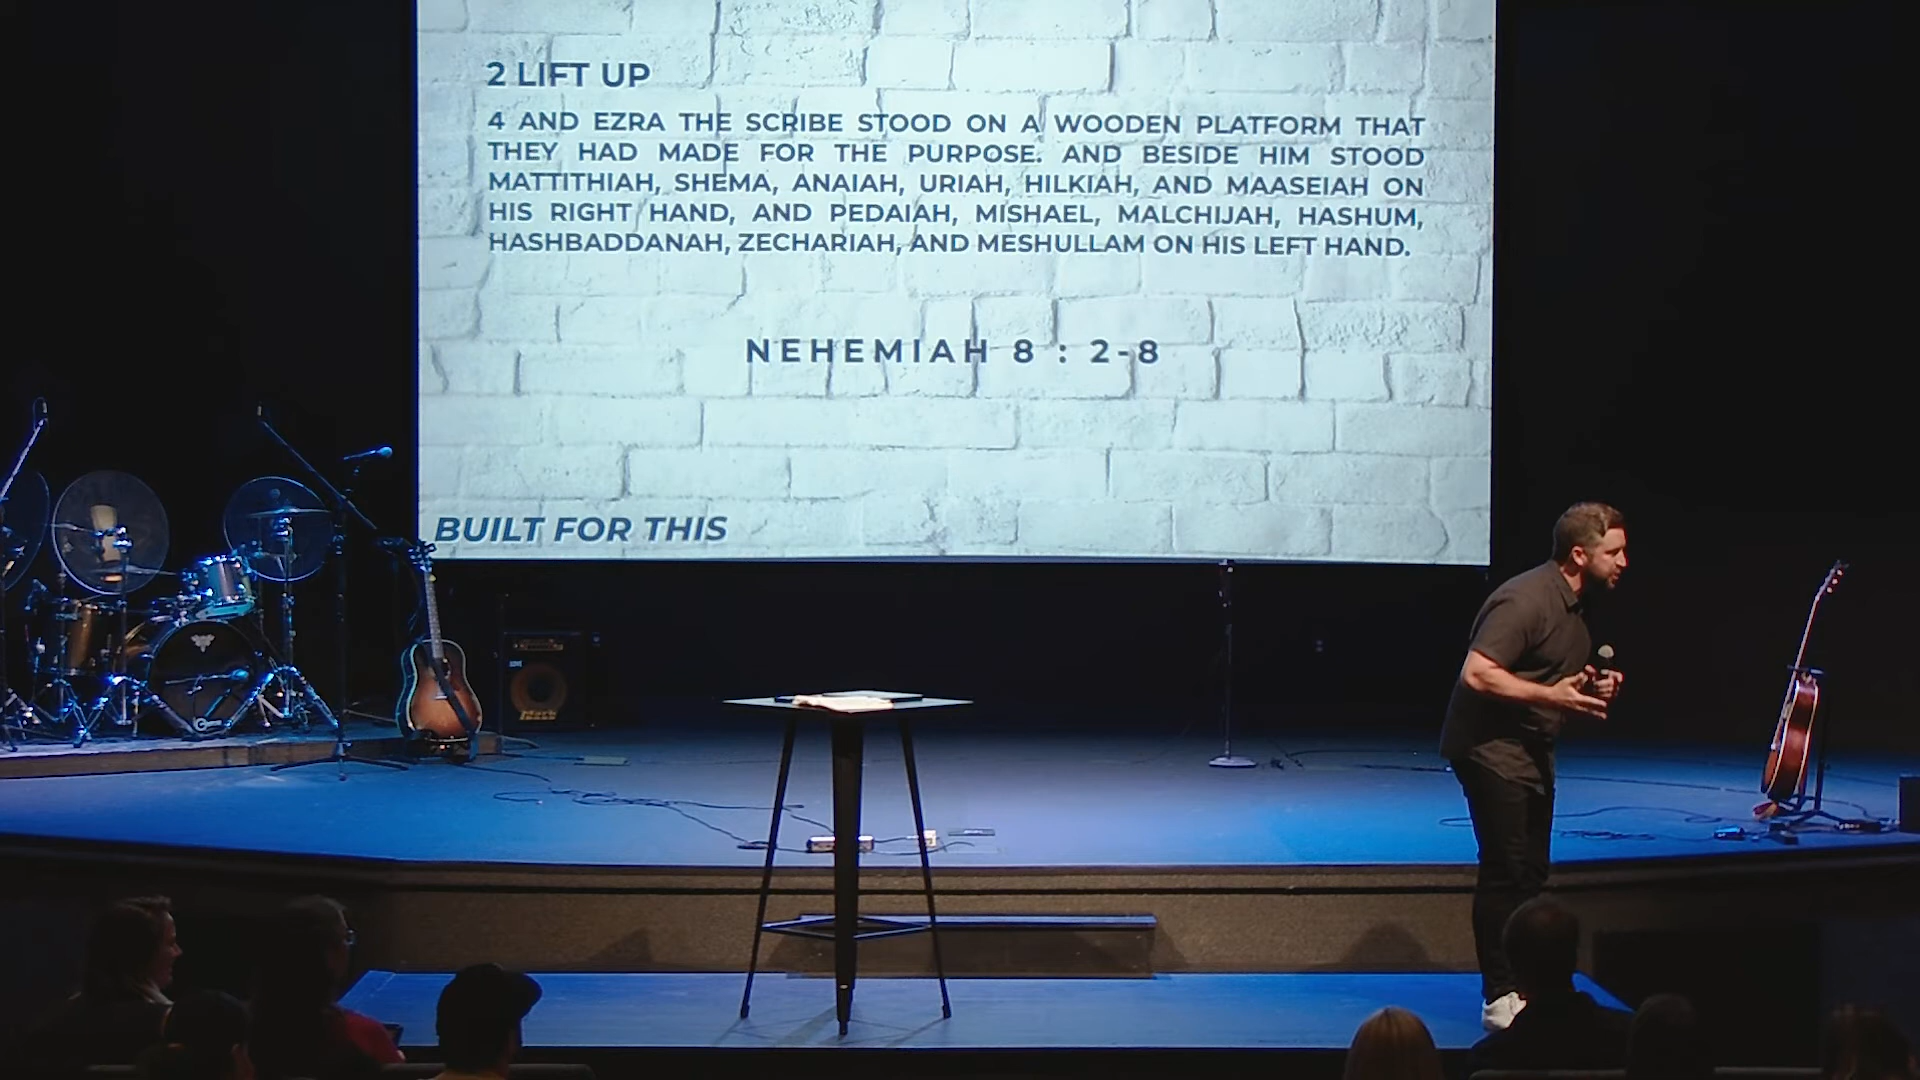 2 LIFT UP
4 AND EZRA THE SCRIBE STOOD ON A WOODEN PLATFORM THAT
THEY HAD MADE FOR THE PURPOSE. AND BESIDE HIM STOOD
MATTITHIAH, SHEMA, ANAIAH, URIAH, HILKIAH, AND MAASEIAH ON
HIS RIGHT HAND, AND PEDAIAH, MISHAEL, MALCHIJAH, HASHUM,
HASHBADDANAH, ZECHARIAH, AND MESHULLAM ON HIS LEFT HAND.
NEHEMIAH 8 : 2-8
BUILT FOR THIS